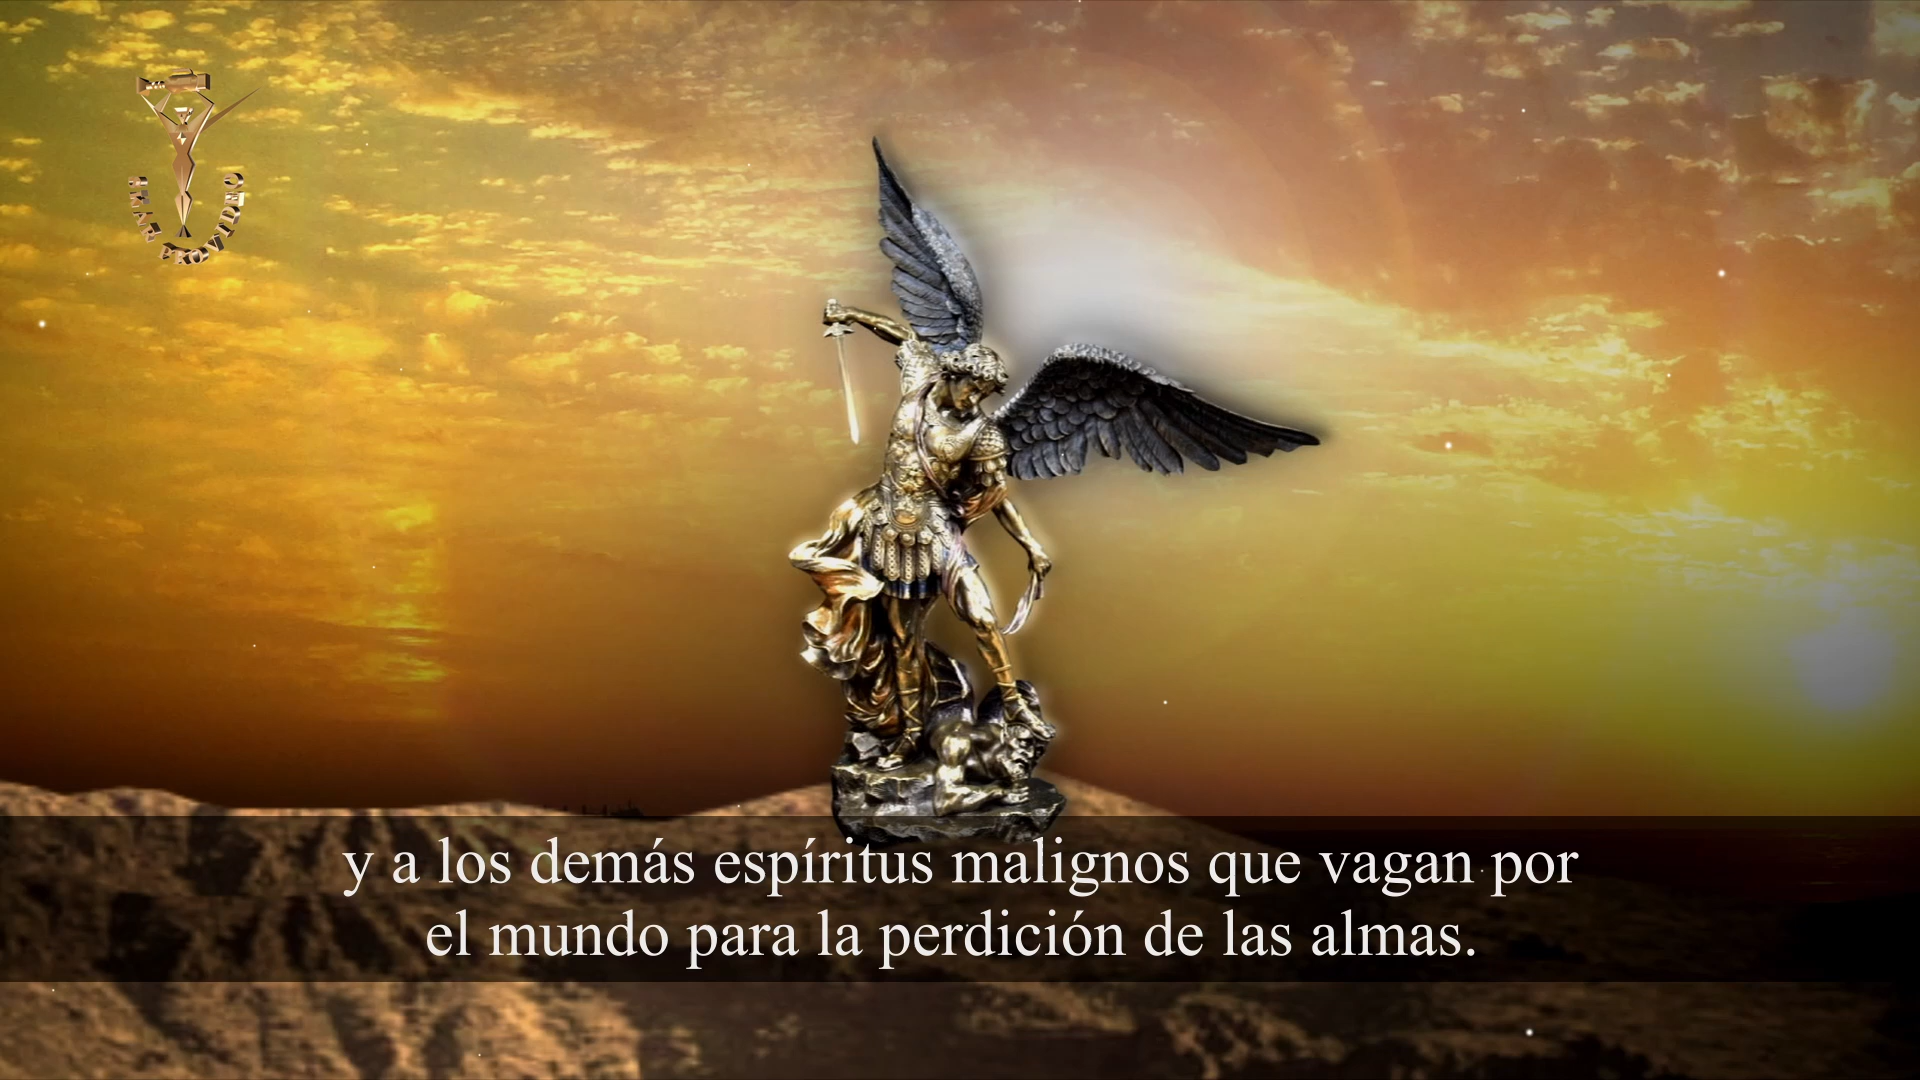 y a los demás espíritus malignos que vagan por
el mundo para la perdición de las almas.